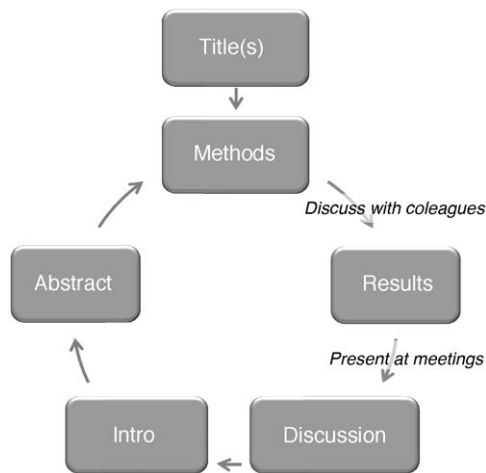 Title(s)
Methods
Discuss with coleagues
Abstract
Results
Present at meetings
Intro
Discussion